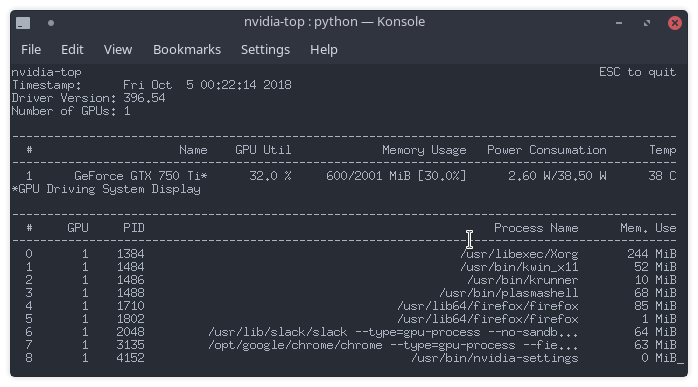 nvidia-top : python — Konsole
File Edit View Bookmarks Settings Help
nvidia-top ESC to quit
Timestamp: Fri Oct 5 00:22:14 2018
Driver Version: 396.54
Number of GPUs: 1
# Name GPU Util Memory Usage Power Consumation Temp
1 GeForce GTX 750 Ti* 32.0 % 600/2001 MiB [30.0%] 2.60 W/38.50 W 38 C
*GPU Driving System Display
# GPU PID Process Name Mem. Use
0 1 1384 /usr/libexec/Xorg 244 MiB
1 1 1484 /usr/bin/kwin_x11 52 MiB
2 1 1486 /usr/bin/krunner 10 MiB
3 1 1488 /usr/bin/plasmashell 68 MiB
4 1 1710 /usr/lib64/firefox/firefox 85 MiB
5 1 1802 /usr/lib64/firefox/firefox 1 MiB
6 1 2048 /usr/lib/slack/slack --type=gpu-process --no-sandb... 64 MiB
7 1 3135 /opt/google/chrome/chrome --type=gpu-process --fie... 63 MiB
8 1 4152 /usr/bin/nvidia-settings 0 MiB_